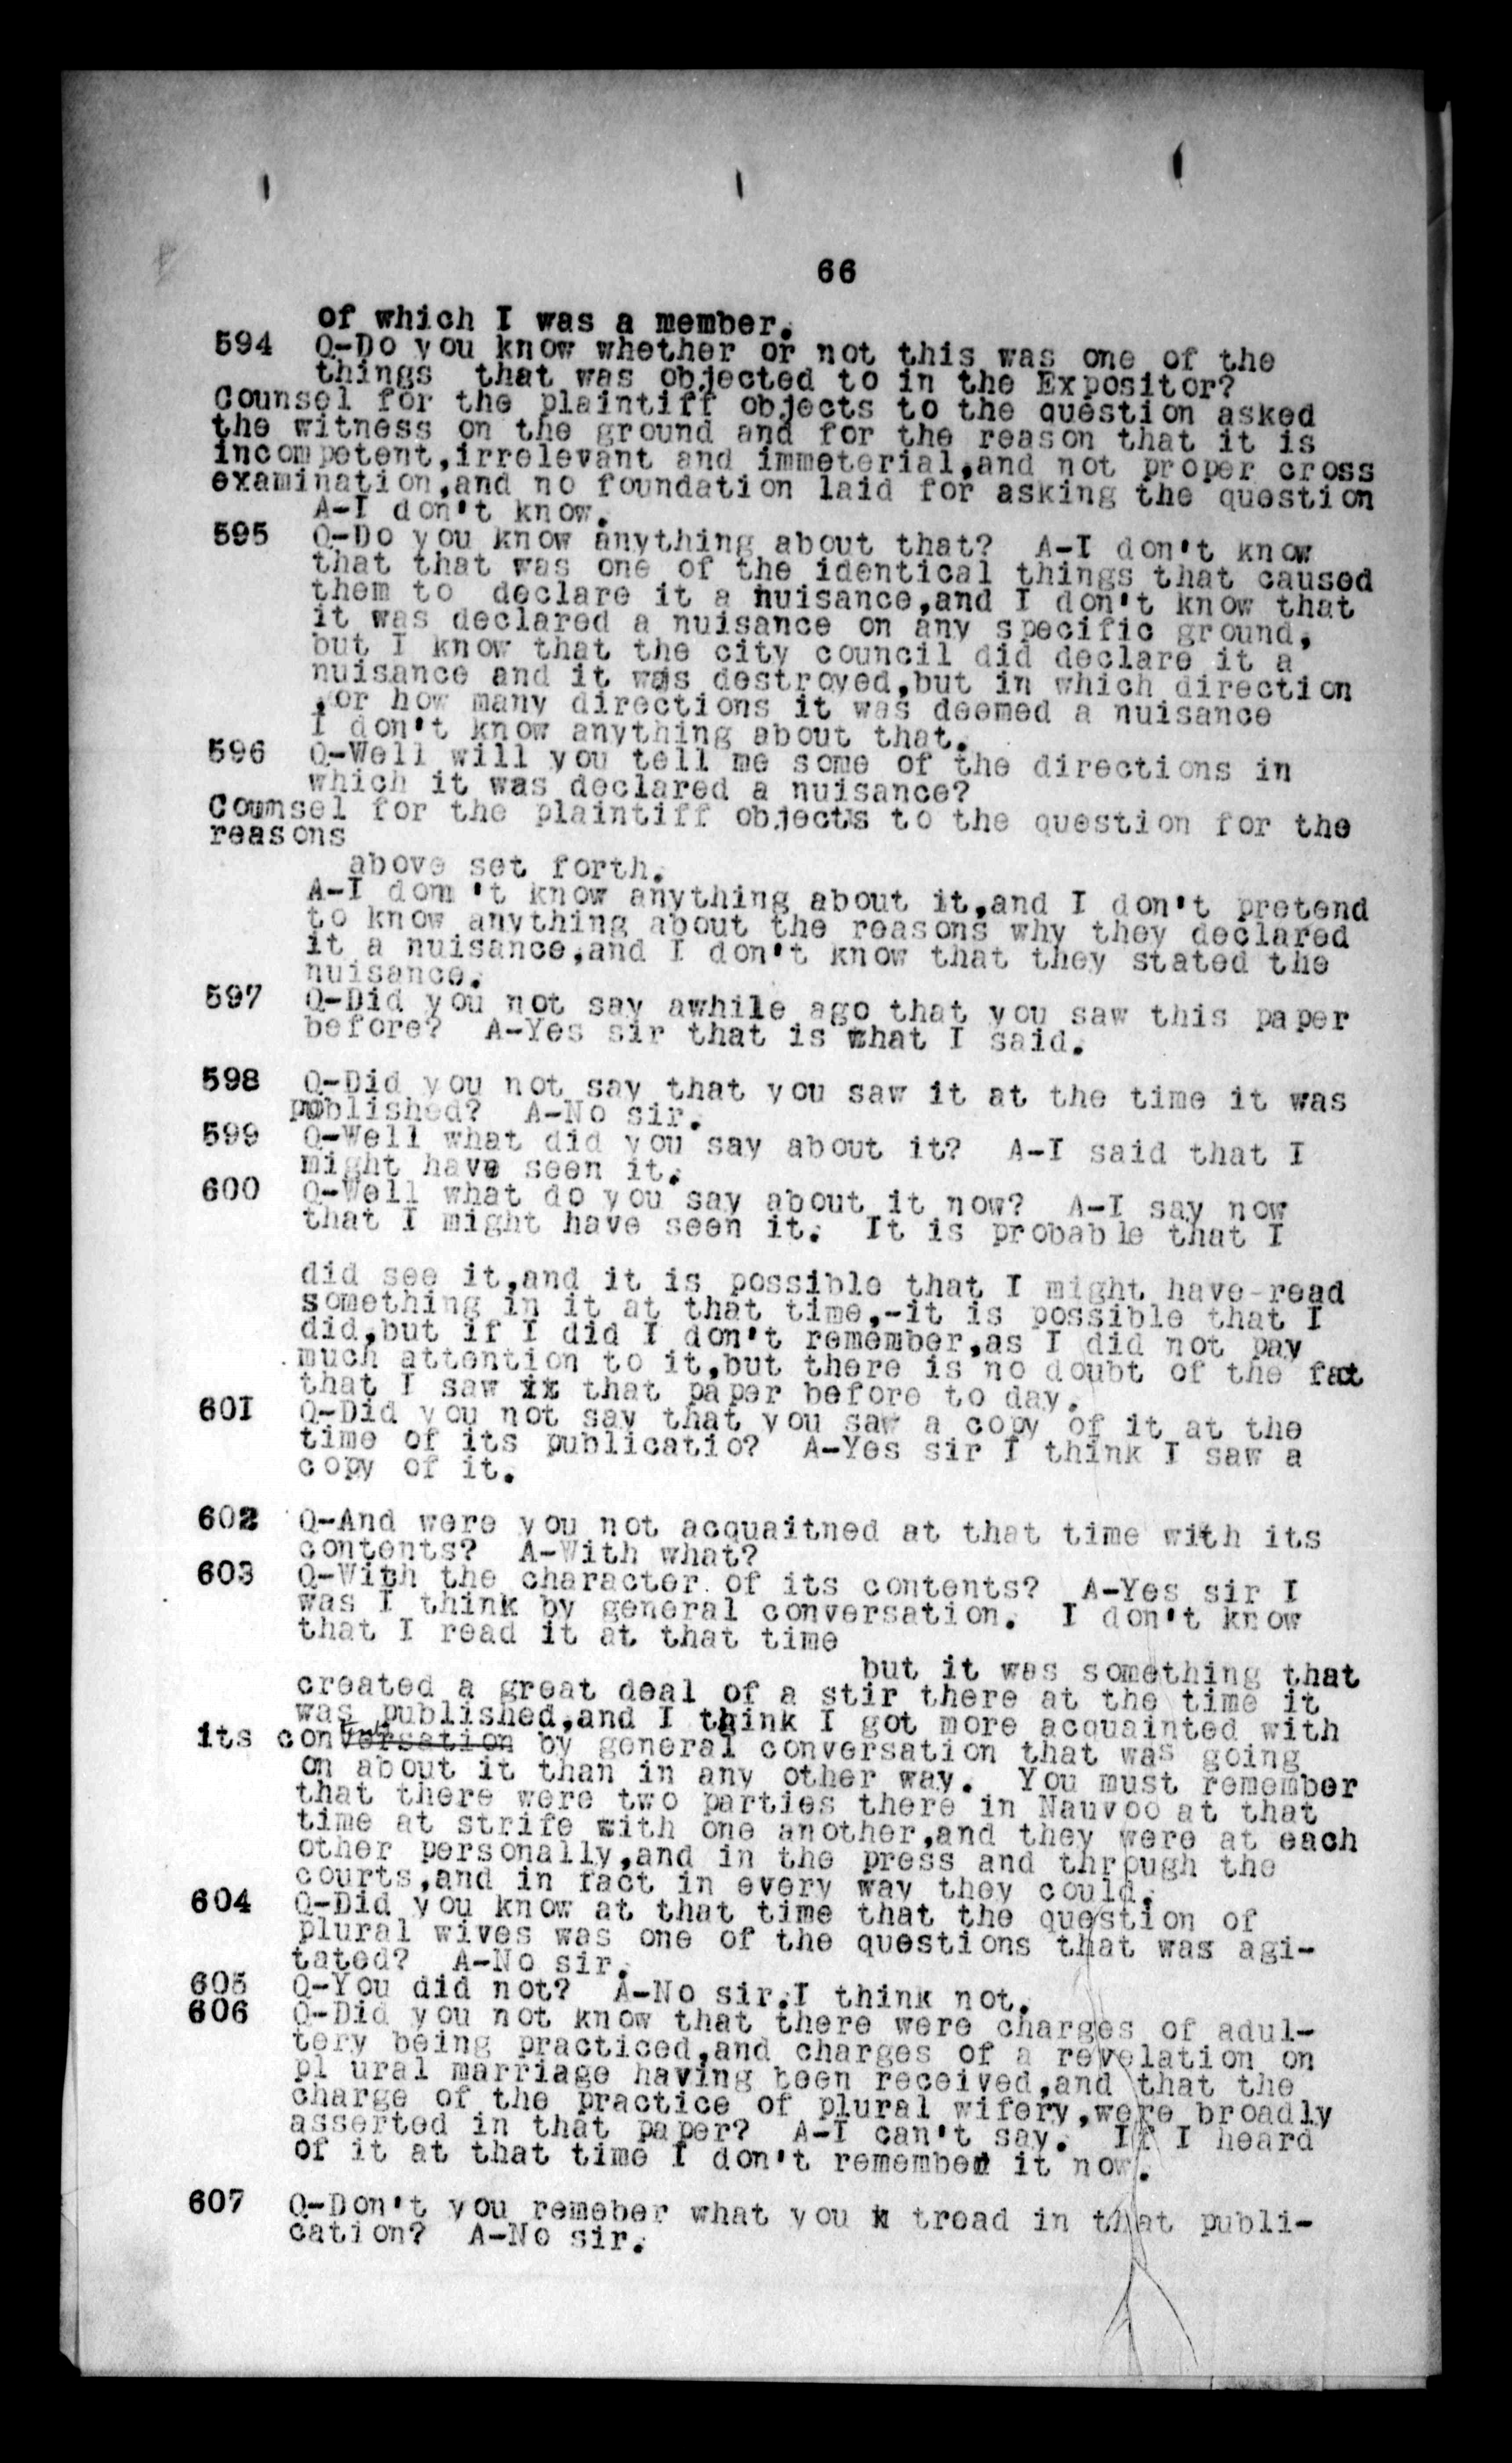 66
of which I was a member.
594 Q-Do you know whether or not this was one of the
things that was objected to in the Expositor?
Counsel for the plaintiff objects to the question asked
the witness on the ground and for the reason that it is
incompetent,irrelevant and immeterial,and not proper cross
examination,and no foundation laid for asking the question
A-I don't know.
595 Q-Do you know anything about that? A-I don't know
that that was one of the identical things that caused
them to declare it a nuisance,and I don't know that
it was declared a nuisance on any specific ground,
but I know that the city council did declare it a
nuisance and it was destroyed,but in which direction
,or how many directions it was deemed a nuisance
I don't know anything about that.
596 Q-Well will you tell me some of the directions in
which it was declared a nuisance?
Counsel for the plaintiff objects to the question for the
reasons
above set forth.
A-I dom 't know anything about it,and I don't pretend
to know anything about the reasons why they declared
it a nuisance,and I don't know that they stated the
nuisance.
597 Q-Did you not say awhile ago that you saw this paper
before? A-Yes sir that is what I said.
598 Q-Did you not say that you saw it at the time it was
published? A-No sir.
599 Q-Well what did you say about it? A-I said that I
might have seen it.
600 Q-Well what do you say about it now? A-I say now
that I might have seen it. It is probable that I
did see it,and it is possible that I might have read
something in it at that time,-it is possible that I
did,but if I did I don't remember,as I did not pay
much attention to it,but there is no doubt of the fact
that I saw xx that paper before to day.
601 Q-Did you not say that you saw a copy of it at the
time of its publicatio? A-Yes sir I think I saw a
copy of it.
602 Q-And were you not acquaitned at that time with its
contents? A-With what?
603 Q-With the character of its contents? A-Yes sir I
was I think by general conversation. I don't know
that I read it at that time
but it was something that
created a great deal of a stir there at the time it
was published,and I think I got more acquainted with
its conversation by general conversation that was going
on about it than in any other way. You must remember
that there were two parties there in Nauvoo at that
time at strife with one another,and they were at each
other personally,and in the press and through the
courts,and in fact in every way they could.
604 Q-Did you know at that time that the question of
plural wives was one of the questions that was agi-
tated? A-No sir.
605 Q-You did not? A-No sir.I think not.
606 Q-Did you not know that there were charges of adul-
tery being practiced,and charges of a revelation on
pl ural marriage having been received,and that the
charge of the practice of plural wifery,were broadly
asserted in that paper? A-I can't say. If I heard
of it at that time I don't remember it now.
607 Q-Don't you remeber what you x tread in that publi-
cation? A-No sir.